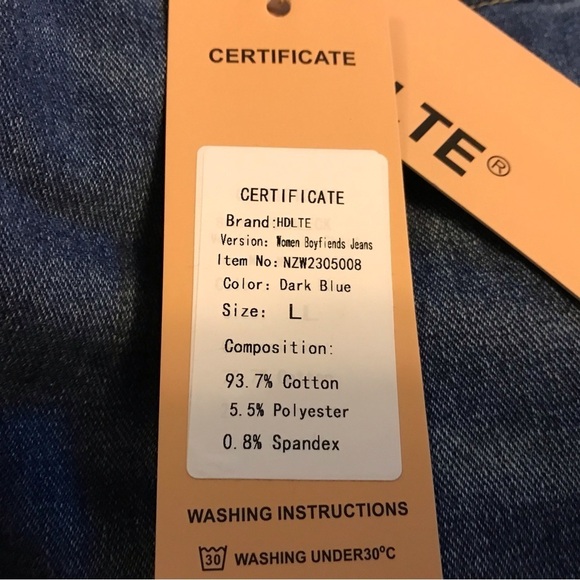 CERTIFICATE
LTE®
CERTIFICATE
Brand:HDLTE
Version: Women Boyfiends Jeans
Item No: NZW2305008
Color: Dark Blue
Size: L
Composition:
93.7% Cotton
5.5% Polyester
0.8% Spandex
WASHING INSTRUCTIONS
30 WASHING UNDER30°C